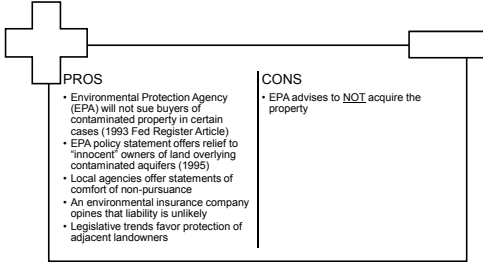 PROS
• Environmental Protection Agency
(EPA) will not sue buyers of
contaminated property in certain
cases (1993 Fed Register Article)
• EPA policy statement offers relief to
“innocent” owners of land overlying
contaminated aquifers (1995)
• Local agencies offer statements of
comfort of non-pursuance
• An environmental insurance company
opines that liability is unlikely
• Legislative trends favor protection of
adjacent landowners
CONS
• EPA advises to NOT acquire the
property